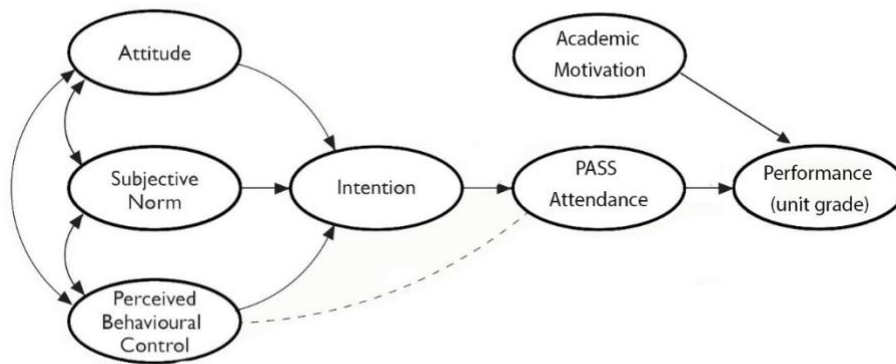 Attitude
Academic
Motivation
Subjective
Norm
Intention
PASS
Attendance
Performance
(unit grade)
Perceived
Behavioural
Control